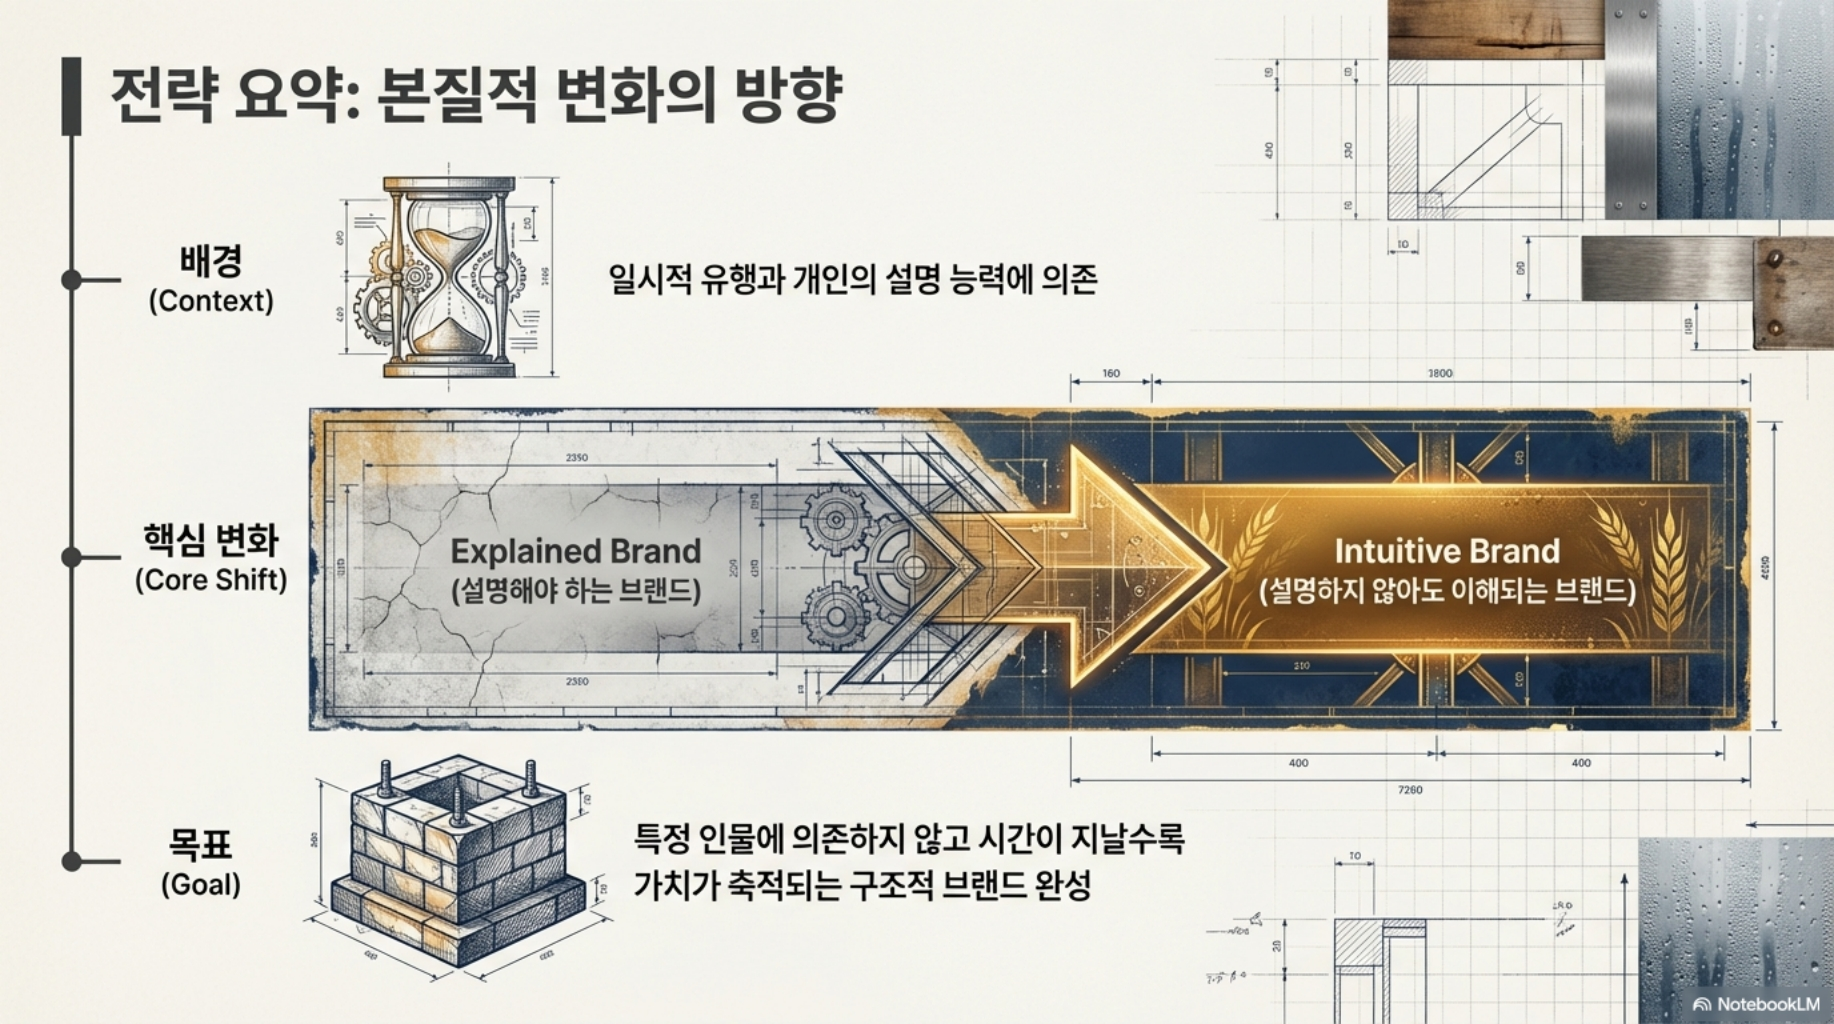 전략 요약: 본질적 변화의 방향
배경
(Context)
일시적 유행과 개인의 설명 능력에 의존
160
1800
핵심 변화
(Core Shift)
2350
Explained Brand
(설명해야 하는 브랜드)
2350
Intuitive Brand
(설명하지 않아도 이해되는 브랜드)
400
400
7260
목표
(Goal)
특정 인물에 의존하지 않고 시간이 지날수록
가치가 축적되는 구조적 브랜드 완성
10
10
NotebookLM